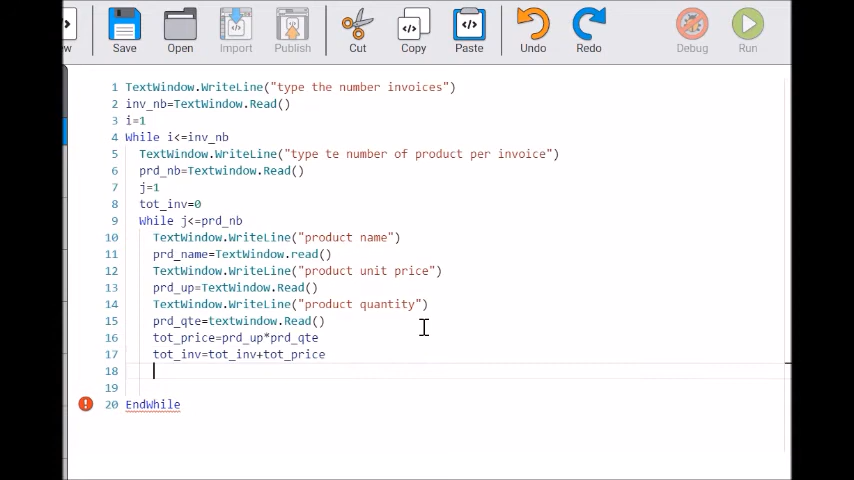 ew Save Open Import Publish Cut Copy Paste Undo Redo Debug Run
1 TextWindow.WriteLine("type the number invoices")
2 inv_nb=TextWindow.Read()
3 i=1
4 While i<=inv_nb
5 TextWindow.WriteLine("type te number of product per invoice")
6 prd_nb=Textwindow.Read()
7 j=1
8 tot_inv=0
9 While j<=prd_nb
10 TextWindow.WriteLine("product name")
11 prd_name=TextWindow.read()
12 TextWindow.WriteLine("product unit price")
13 prd_up=TextWindow.Read()
14 TextWindow.WriteLine("product quantity")
15 prd_qte=textwindow.Read()
16 tot_price=prd_up*prd_qte
17 tot_inv=tot_inv+tot_price
18
19
20 EndWhile